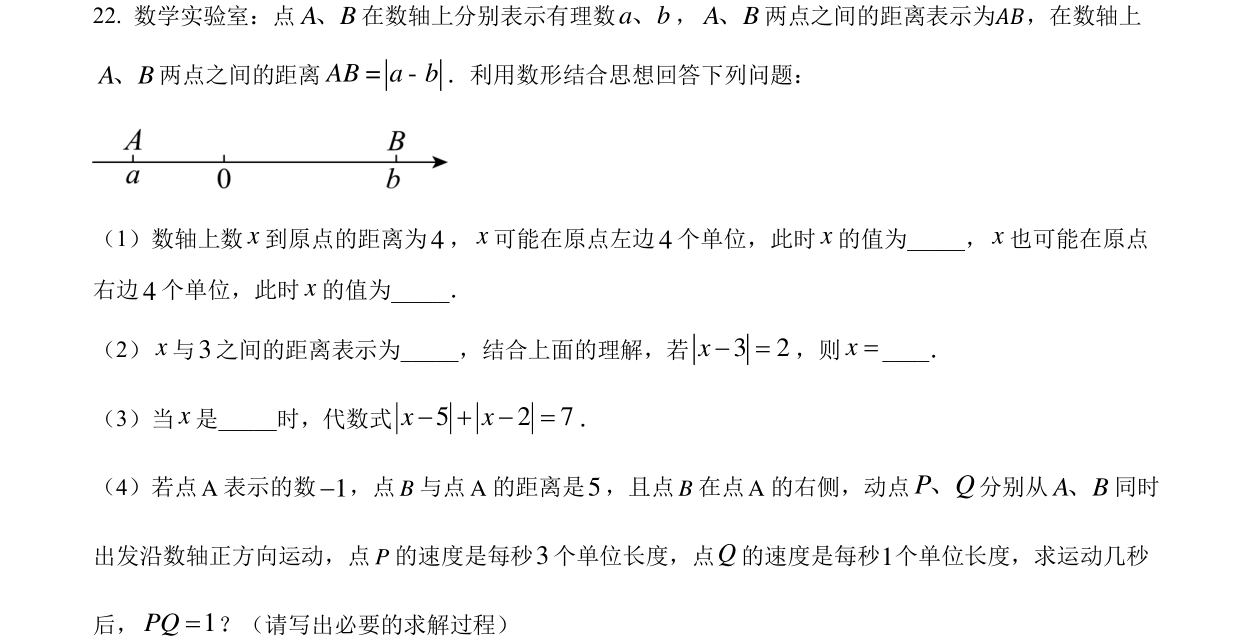 22. 数学实验室：点 A、B 在数轴上分别表示有理数 a、b，A、B 两点之间的距离表示为AB，在数轴上
A、B 两点之间的距离 AB=|a-b|．利用数形结合思想回答下列问题：
A B
a 0 b
（1）数轴上数 x 到原点的距离为 4，x 可能在原点左边 4 个单位，此时 x 的值为_____，x 也可能在原点
右边 4 个单位，此时 x 的值为_____．
（2）x 与 3 之间的距离表示为_____，结合上面的理解，若|x−3|=2，则 x=____．
（3）当 x 是_____时，代数式|x−5|+|x−2|=7．
（4）若点 A 表示的数 −1，点 B 与点 A 的距离是 5，且点 B 在点 A 的右侧，动点 P、Q 分别从 A、B 同时
出发沿数轴正方向运动，点 P 的速度是每秒 3 个单位长度，点 Q 的速度是每秒 1 个单位长度，求运动几秒
后，PQ=1？（请写出必要的求解过程）